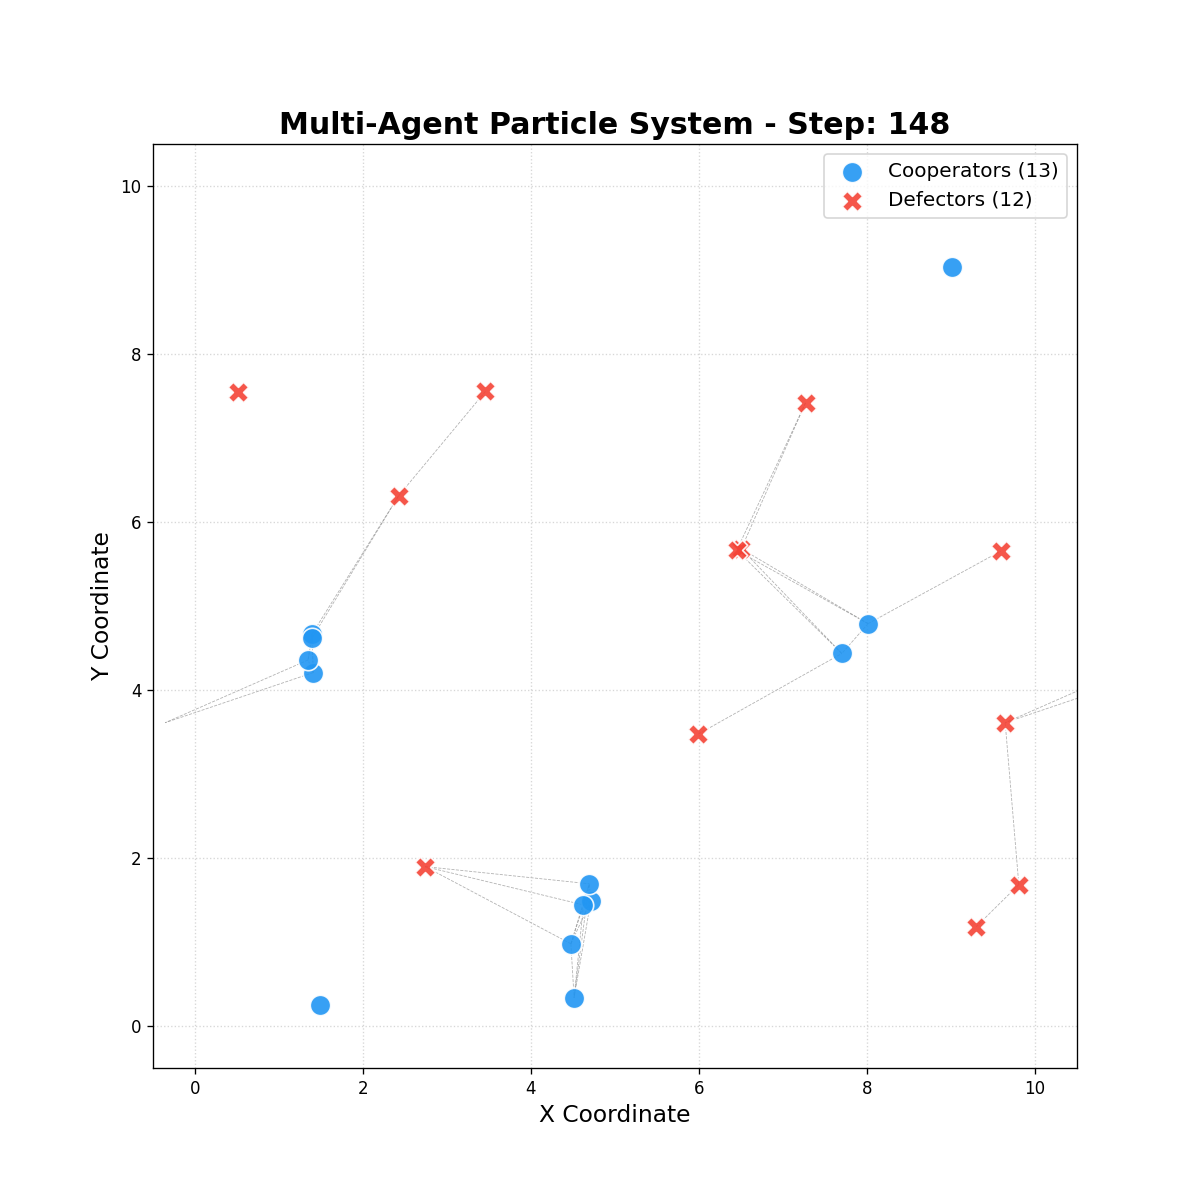 Multi-Agent Particle System - Step: 148
Cooperators (13)
Defectors (12)
10
8
6
4
2
0
Y Coordinate
0 2 4 6 8 10
X Coordinate